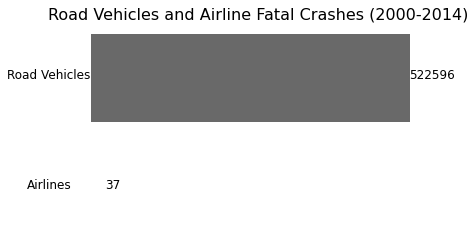 Road Vehicles and Airline Fatal Crashes (2000-2014)
Road Vehicles 522596
Airlines 37